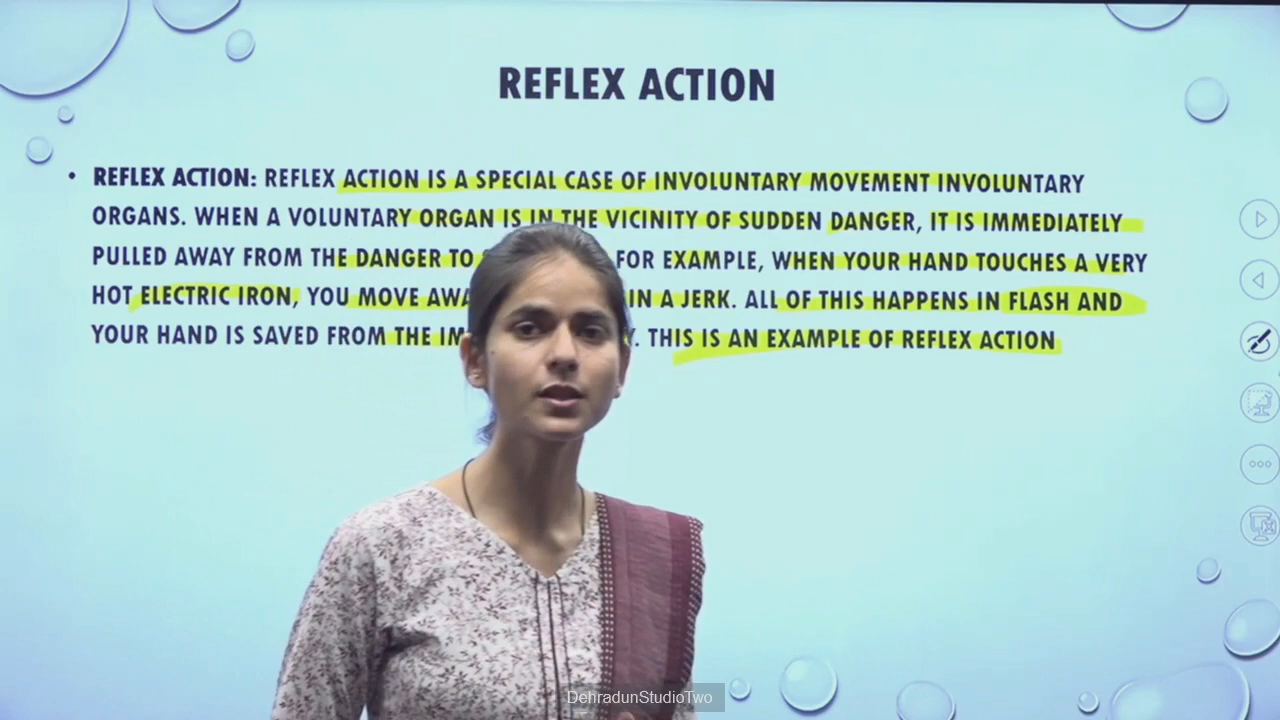 REFLEX ACTION
• REFLEX ACTION: REFLEX ACTION IS A SPECIAL CASE OF INVOLUNTARY MOVEMENT INVOLUNTARY
ORGANS. WHEN A VOLUNTARY ORGAN IS IN THE VICINITY OF SUDDEN DANGER, IT IS IMMEDIATELY
PULLED AWAY FROM THE DANGER TO FOR EXAMPLE, WHEN YOUR HAND TOUCHES A VERY
HOT ELECTRIC IRON, YOU MOVE IN A JERK. ALL OF THIS HAPPENS IN FLASH AND
YOUR HAND IS SAVED FROM THE . THIS IS AN EXAMPLE OF REFLEX ACTION
DehradunStudioTwo